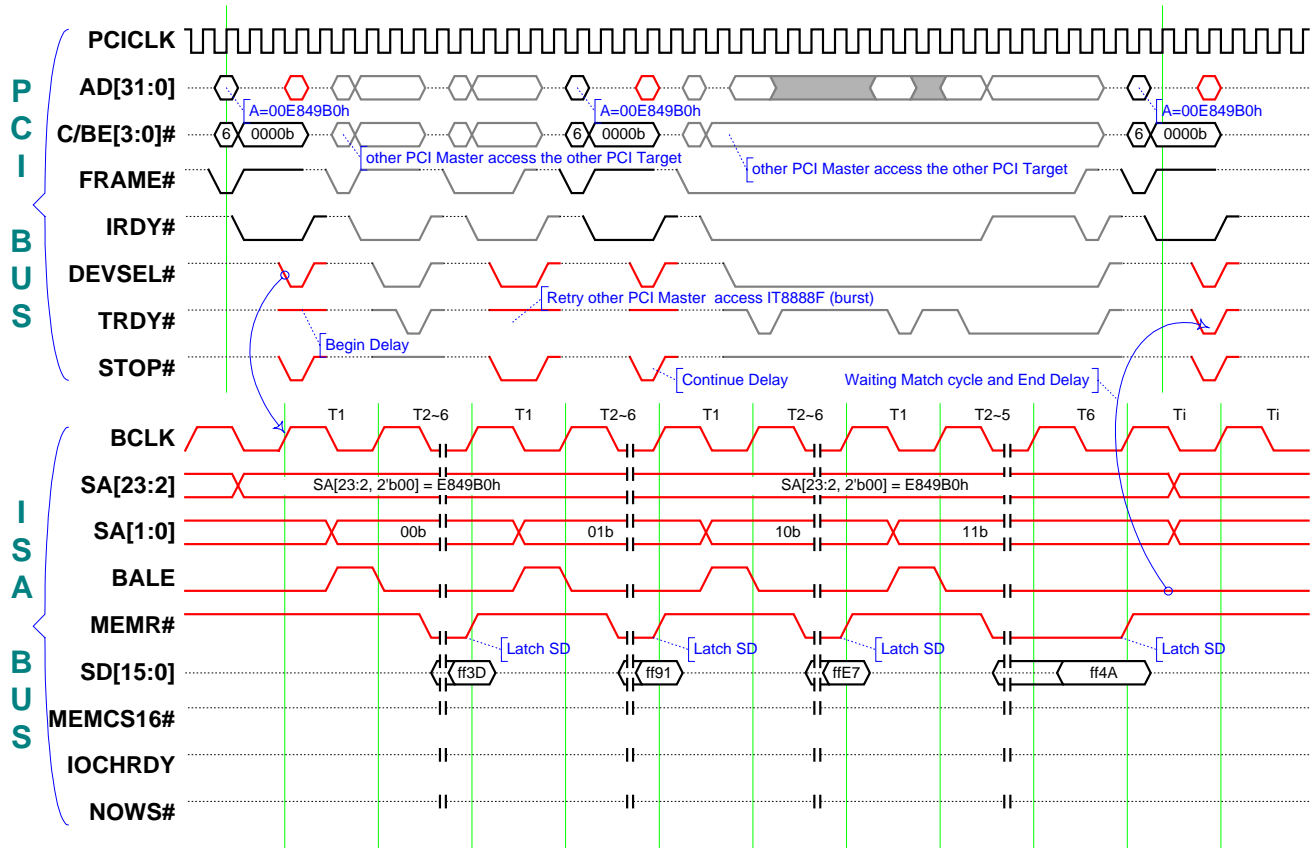 PCI BUS
PCICLK
AD[31:0]
A=00E849B0h
A=00E849B0h
A=00E849B0h
C/BE[3:0]#
6 0000b
6 0000b
6 0000b
other PCI Master access the other PCI Target
other PCI Master access the other PCI Target
FRAME#
IRDY#
DEVSEL#
Retry other PCI Master access IT8888F (burst)
TRDY#
Begin Delay
STOP#
Continue Delay
Waiting Match cycle and End Delay
ISA BUS
T1 T2~6 T1 T2~6 T1 T2~6 T1 T2~5 T6 Ti Ti
BCLK
SA[23:2]
SA[23:2, 2'b00] = E849B0h
SA[23:2, 2'b00] = E849B0h
SA[1:0]
00b 01b 10b 11b
BALE
MEMR#
Latch SD
Latch SD
Latch SD
Latch SD
SD[15:0]
ff3D ff91 ffE7 ff4A
MEMCS16#
IOCHRDY
NOWS#